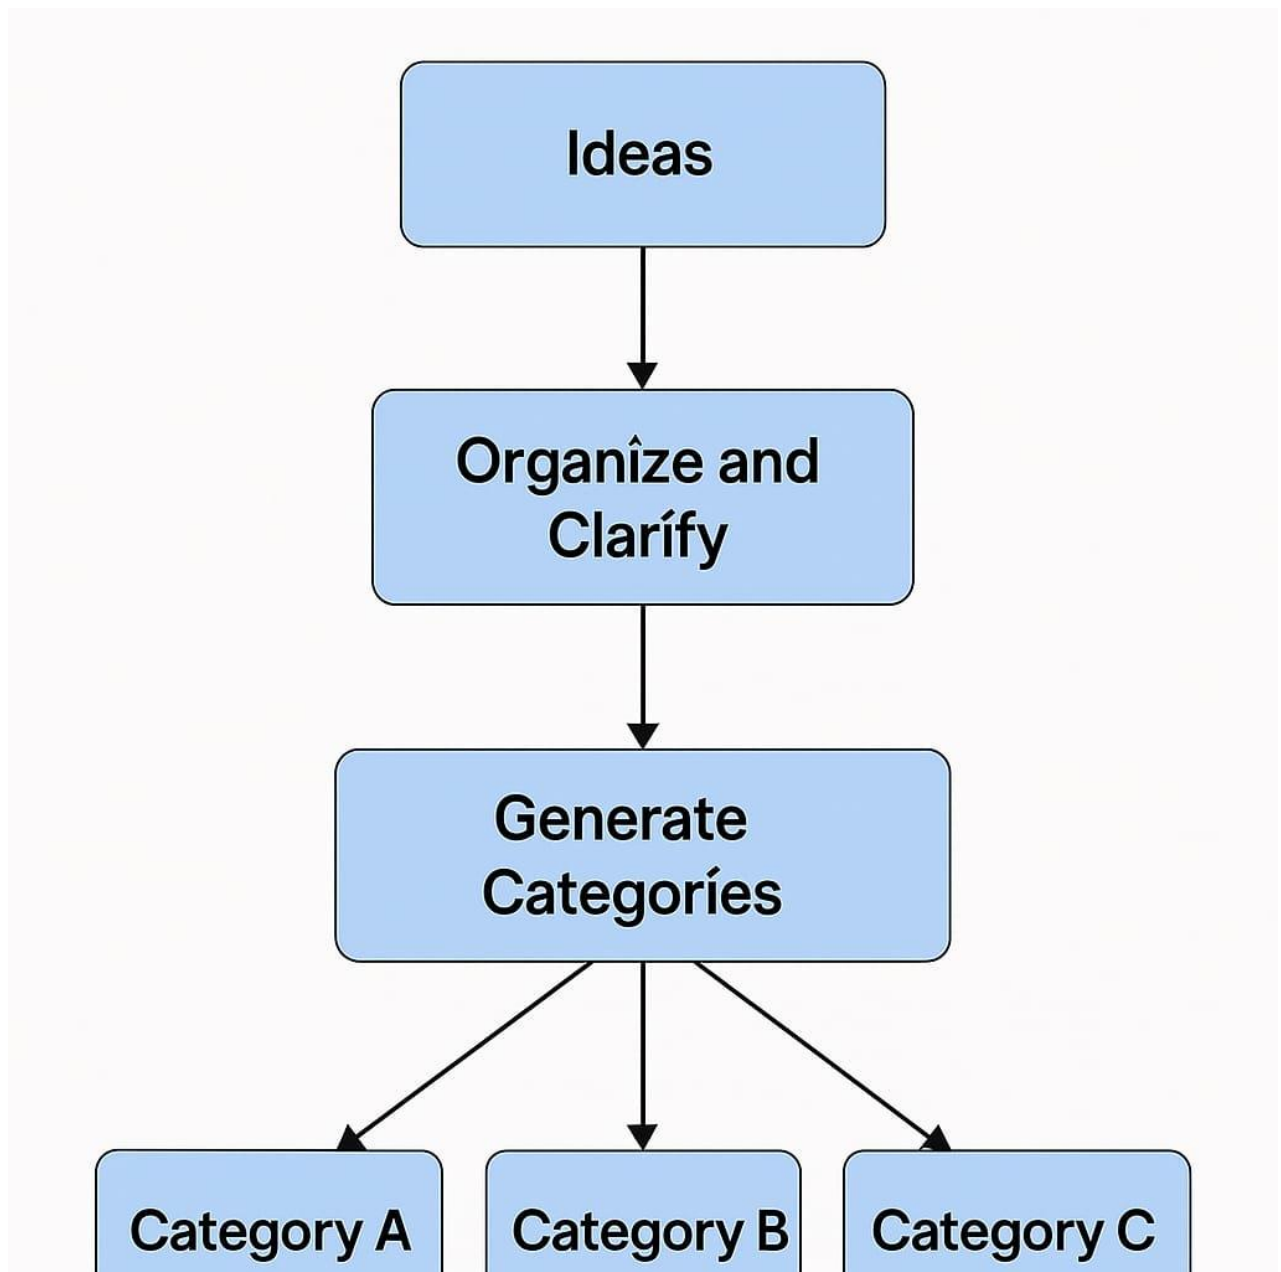 Ideas
Organîze and
Clarífy
Generate
Categoríes
Category A
Category B
Category C